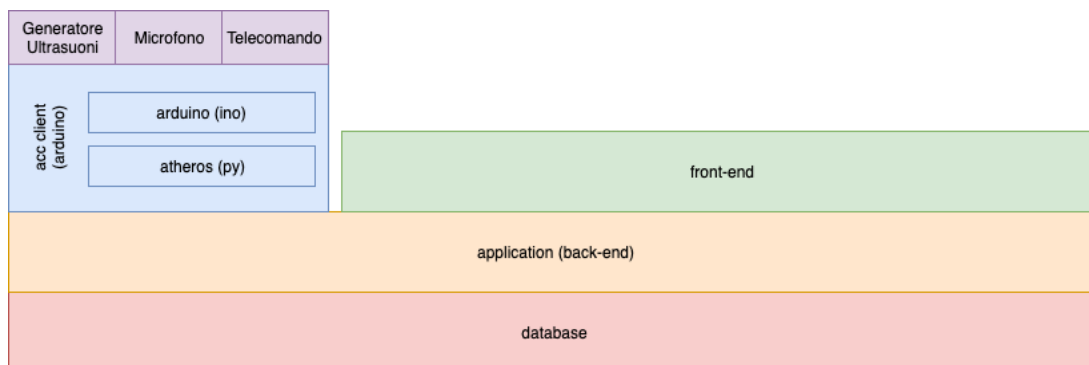 Generatore
Ultrasuoni
Microfono
Telecomando
acc client
(arduino)
arduino (ino)
atheros (py)
front-end
application (back-end)
database